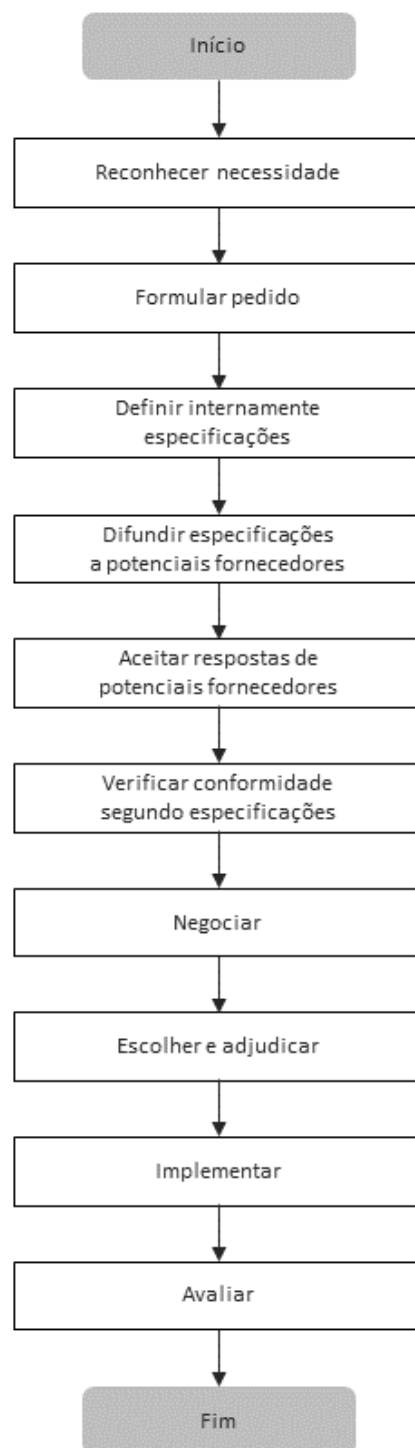 Início
Reconhecer necessidade
Formular pedido
Definir internamente
especificações
Difundir especificações
a potenciais fornecedores
Aceitar respostas de
potenciais fornecedores
Verificar conformidade
segundo especificações
Negociar
Escolher e adjudicar
Implementar
Avaliar
Fim